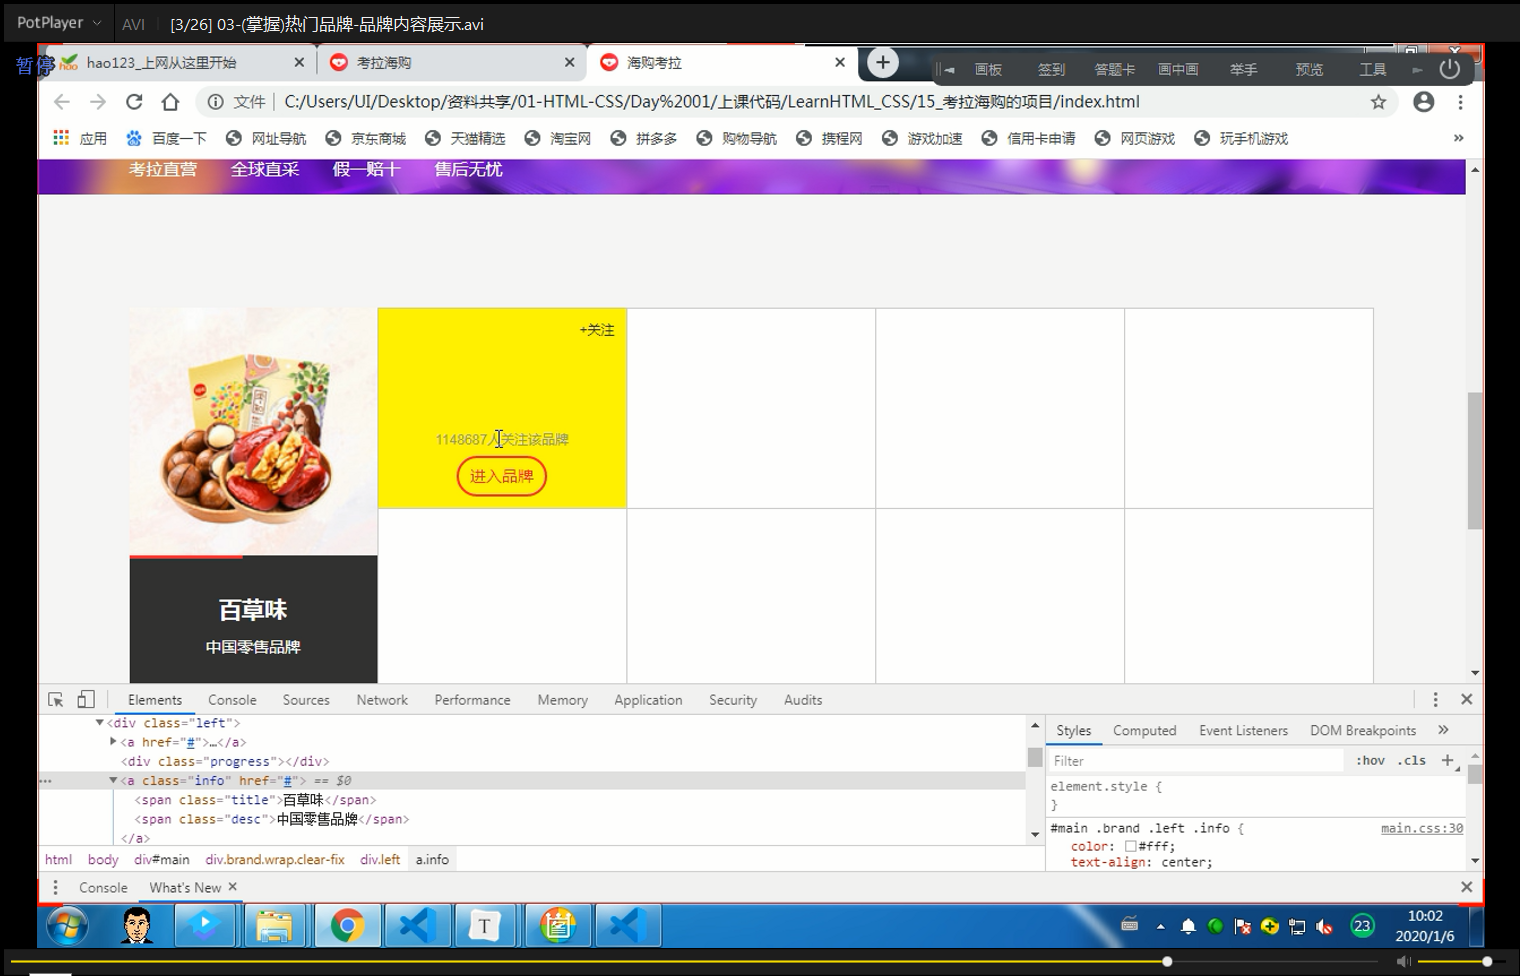 PotPlayer AVI [3/26] 03-(掌握)热门品牌-品牌内容展示.avi
暂停 hao123_上网从这里开始 考拉海购 海购考拉
画板 签到 答题卡 画中画 举手 预览 工具
文件 C:/Users/UI/Desktop/资料共享/01-HTML-CSS/Day%2001/上课代码/LearnHTML_CSS/15_考拉海购的项目/index.html
应用 百度一下 网址导航 京东商城 天猫精选 淘宝网 拼多多 购物导航 携程网 游戏加速 信用卡申请 网页游戏 玩手机游戏 »
考拉直营 全球直采 假一赔十 售后无忧
+关注
1148687人关注该品牌
进入品牌
百草味
中国零售品牌
Elements Console Sources Network Performance Memory Application Security Audits
<div class="left">
<a href="#">…</a>
<div class="progress"></div>
<a class="info" href="#"> == $0
<span class="title">百草味</span>
<span class="desc">中国零售品牌</span>
</a>
html body div#main div.brand.wrap.clear-fix div.left a.info
Styles Computed Event Listeners DOM Breakpoints »
Filter :hov .cls +
element.style {
}
#main .brand .left .info { main.css:30
color: #fff;
text-align: center;
Console What's New
T
23
10:02
2020/1/6